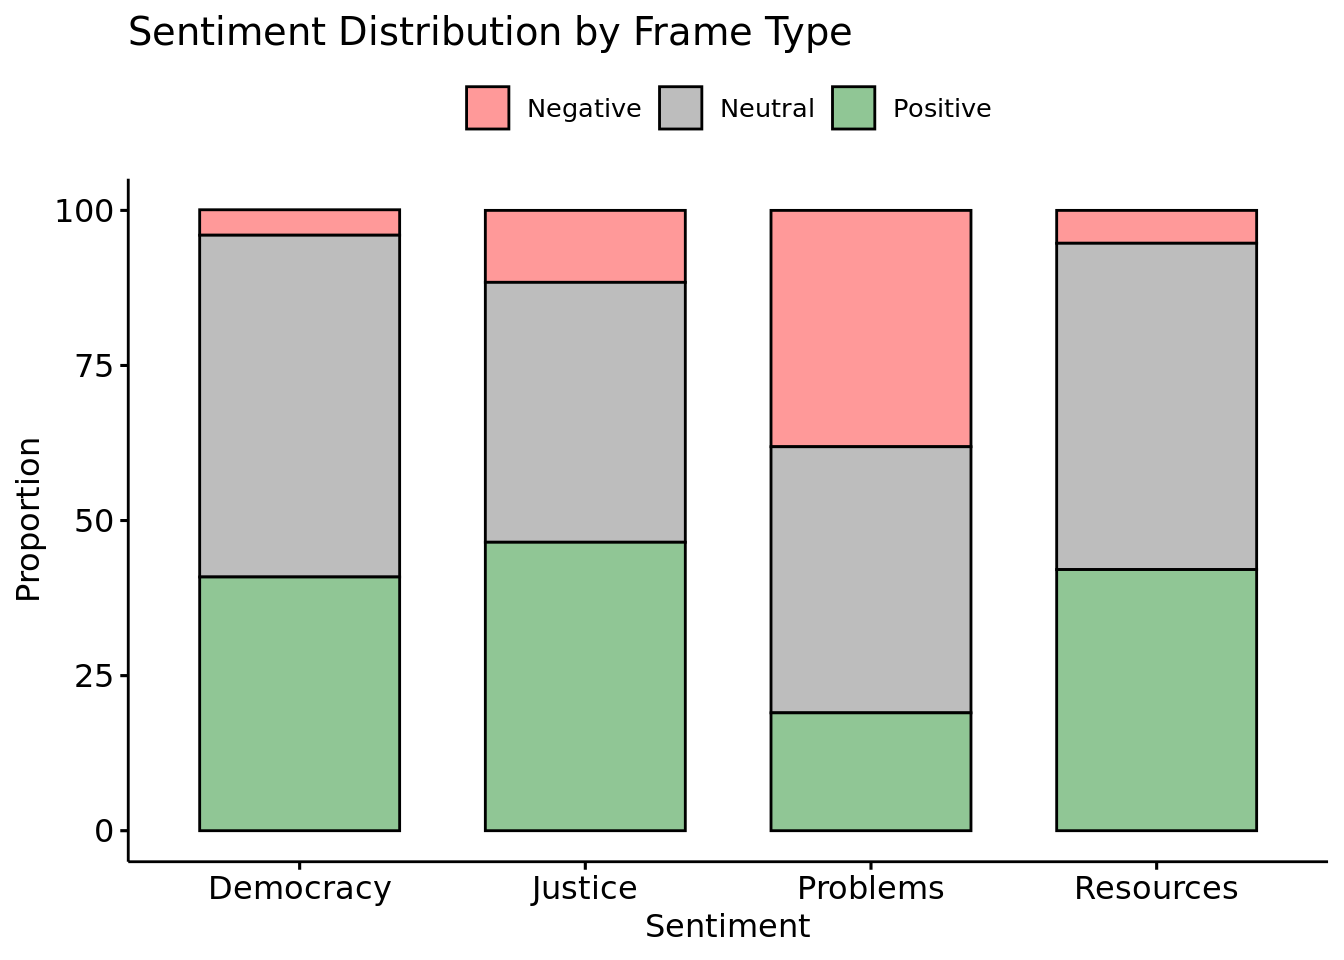 Sentiment Distribution by Frame Type
Negative Neutral Positive
100
75
50
25
0
Proportion
Democracy Justice Problems Resources
Sentiment